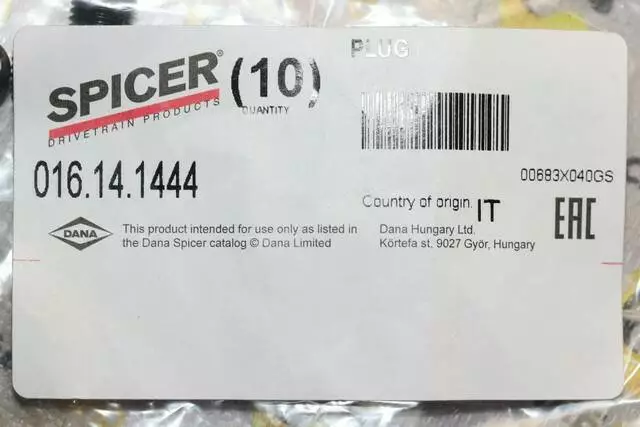 SPICER®
DRIVETRAIN PRODUCTS
(10)
QUANTITY
PLUG
016.14.1444
00683X040GS
Country of origin. IT
EAC
DANA
This product intended for use only as listed in
the Dana Spicer catalog © Dana Limited
Dana Hungary Ltd.
Körtefa st. 9027 Györ, Hungary